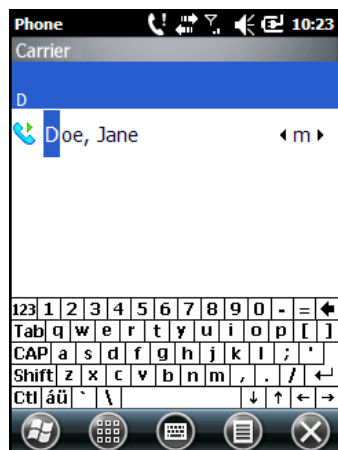 Phone 10:23
Carrier
D
Doe, Jane m
123 1 2 3 4 5 6 7 8 9 0 - =
Tab q w e r t y u i o p [ ]
CAP a s d f g h j k l ; '
Shift z x c v b n m , . /
Ctl áü ` \